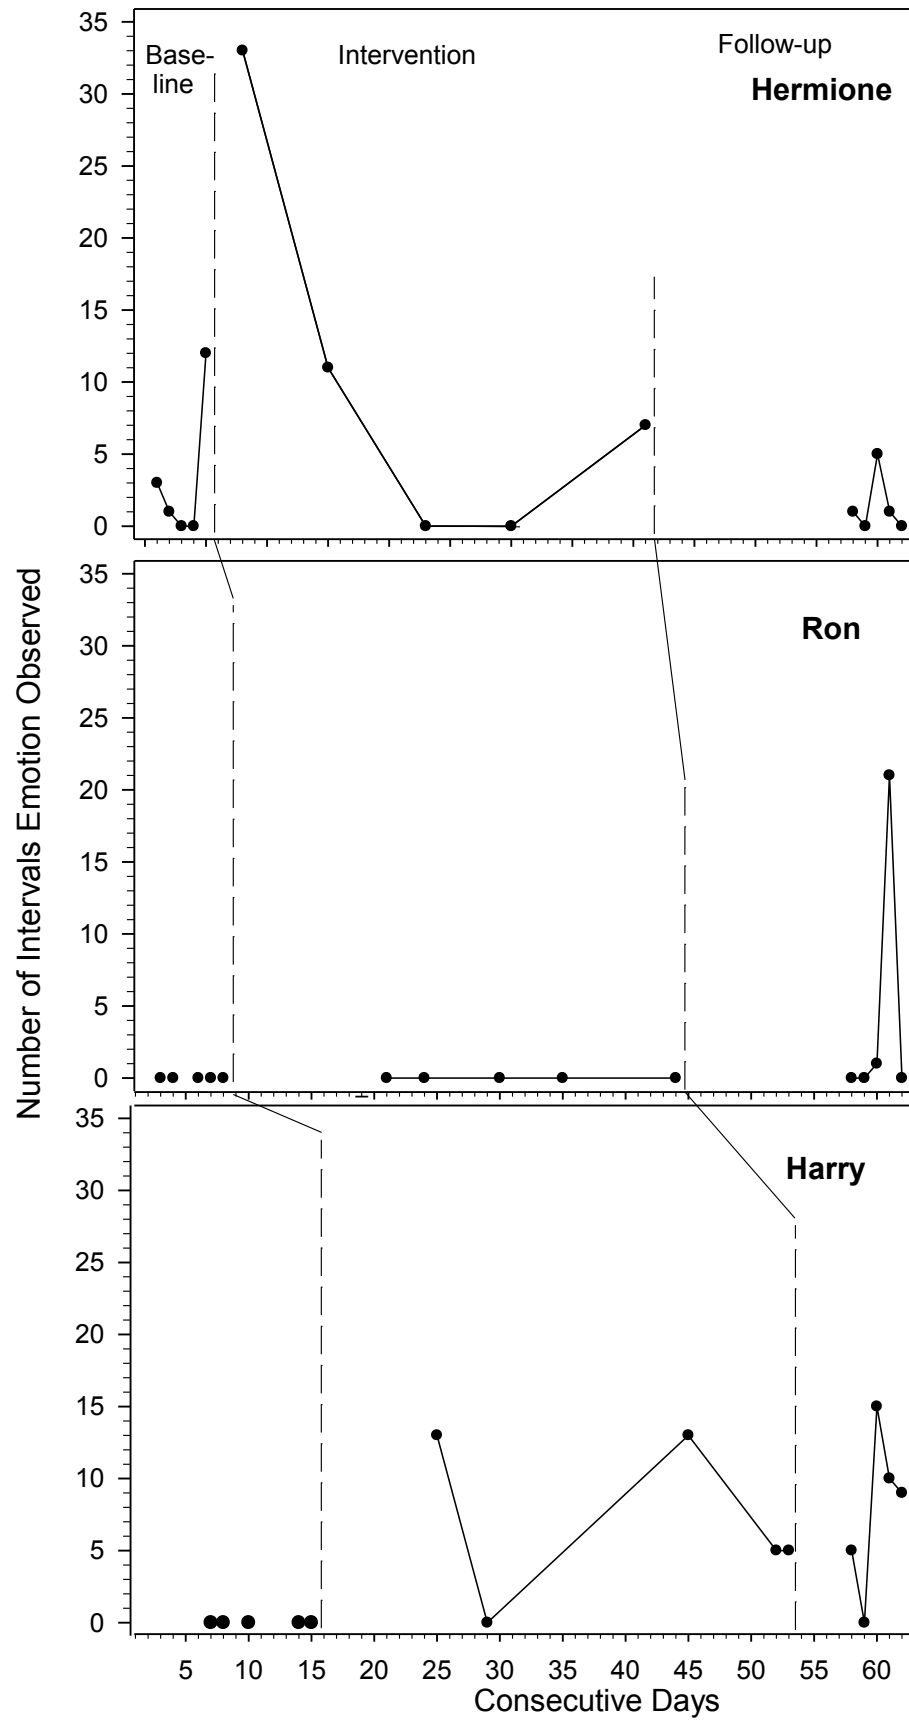 35
Base-
line
Intervention
Follow-up
Hermione
30
25
20
15
10
5
0
Number of Intervals Emotion Observed
35
Ron
30
25
20
15
10
5
0
35
Harry
30
25
20
15
10
5
0
5 10 15 20 25 30 35 40 45 50 55 60
Consecutive Days